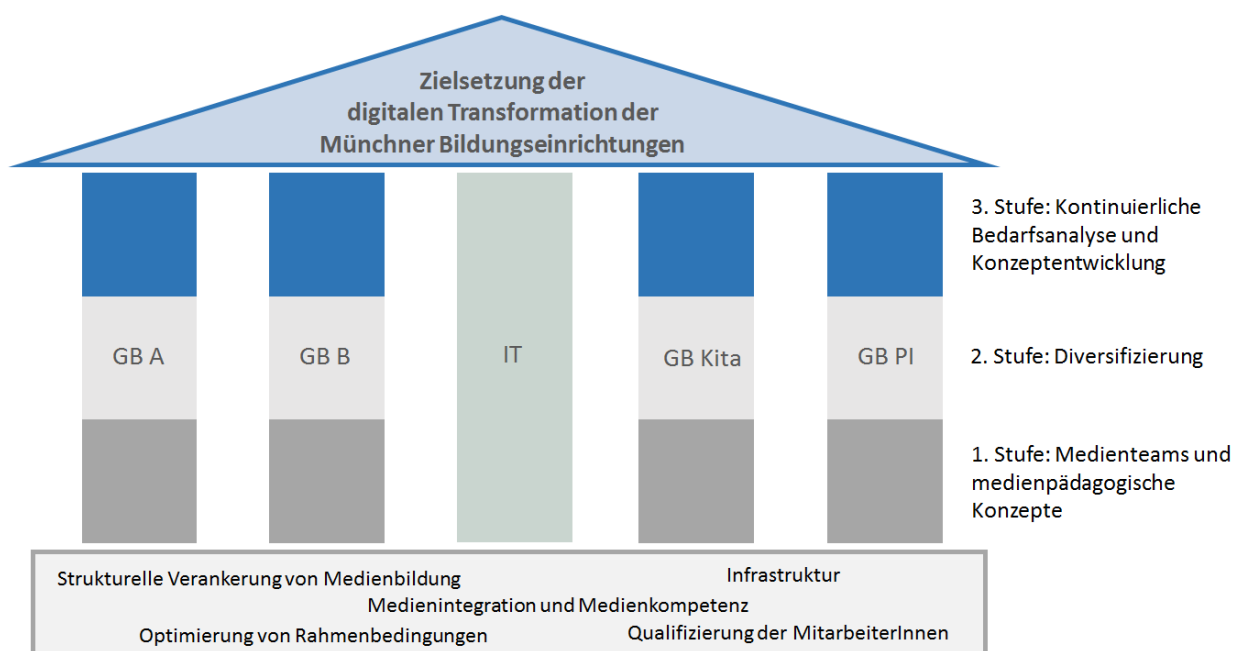 Zielsetzung der
digitalen Transformation der
Münchner Bildungseinrichtungen
3. Stufe: Kontinuierliche
Bedarfsanalyse und
Konzeptentwicklung
GB A
GB B
IT
GB Kita
GB PI
2. Stufe: Diversifizierung
1. Stufe: Medienteams und
medienpädagogische
Konzepte
Strukturelle Verankerung von Medienbildung
Infrastruktur
Medienintegration und Medienkompetenz
Optimierung von Rahmenbedingungen
Qualifizierung der MitarbeiterInnen